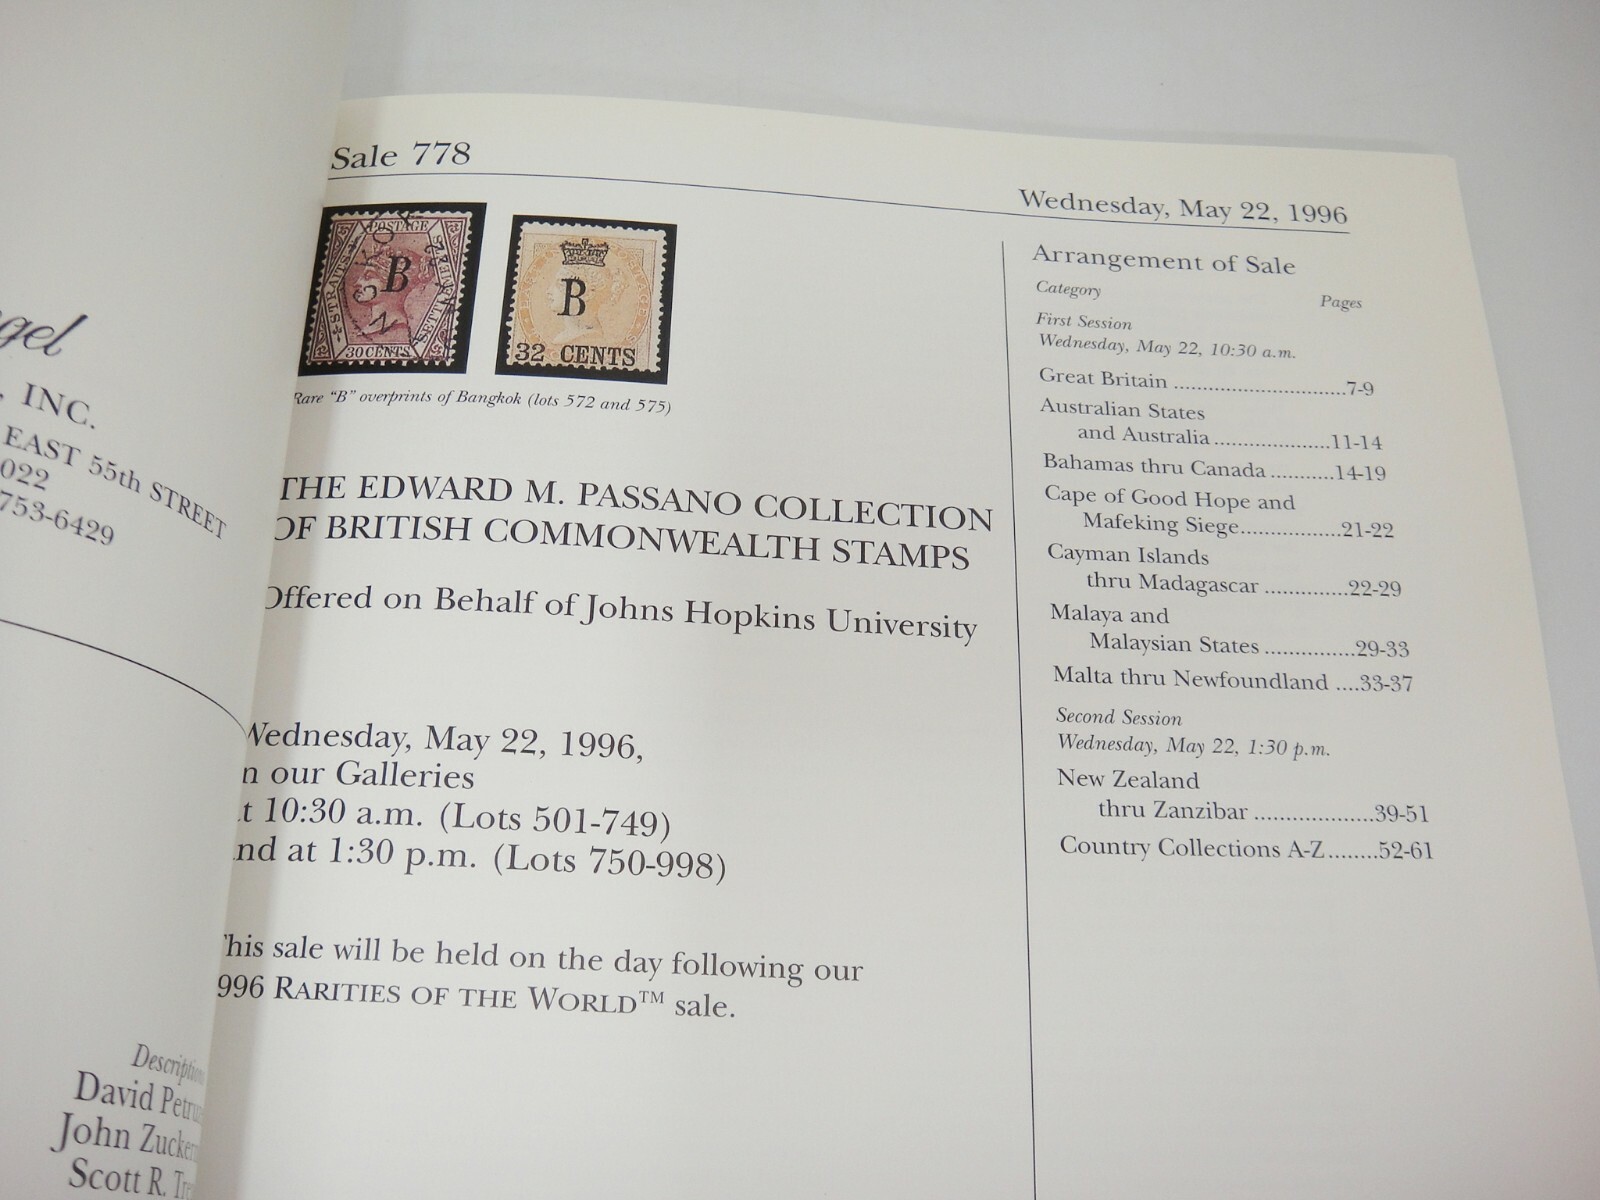 INC.
EAST 55th STREET
022
753-6429
David
John
Scott R.
Sale 778
Wednesday, May 22, 1996
POSTAGE
STRAITS
SETTLEMENTS
B
30 CENTS
B
32 CENTS
Rare "B" overprints of Bangkok (lots 572 and 575)
THE EDWARD M. PASSANO COLLECTION
OF BRITISH COMMONWEALTH STAMPS
Offered on Behalf of Johns Hopkins University
Wednesday, May 22, 1996,
n our Galleries
t 10:30 a.m. (Lots 501-749)
nd at 1:30 p.m. (Lots 750-998)
his sale will be held on the day following our
996 RARITIES OF THE WORLD™ sale.
Arrangement of Sale
Category Pages
First Session
Wednesday, May 22, 10:30 a.m.
Great Britain ........................7-9
Australian States
and Australia ....................11-14
Bahamas thru Canada ...........14-19
Cape of Good Hope and
Mafeking Siege.................21-22
Cayman Islands
thru Madagascar ..............22-29
Malaya and
Malaysian States ...............29-33
Malta thru Newfoundland ....33-37
Second Session
Wednesday, May 22, 1:30 p.m.
New Zealand
thru Zanzibar ....................39-51
Country Collections A-Z........52-61